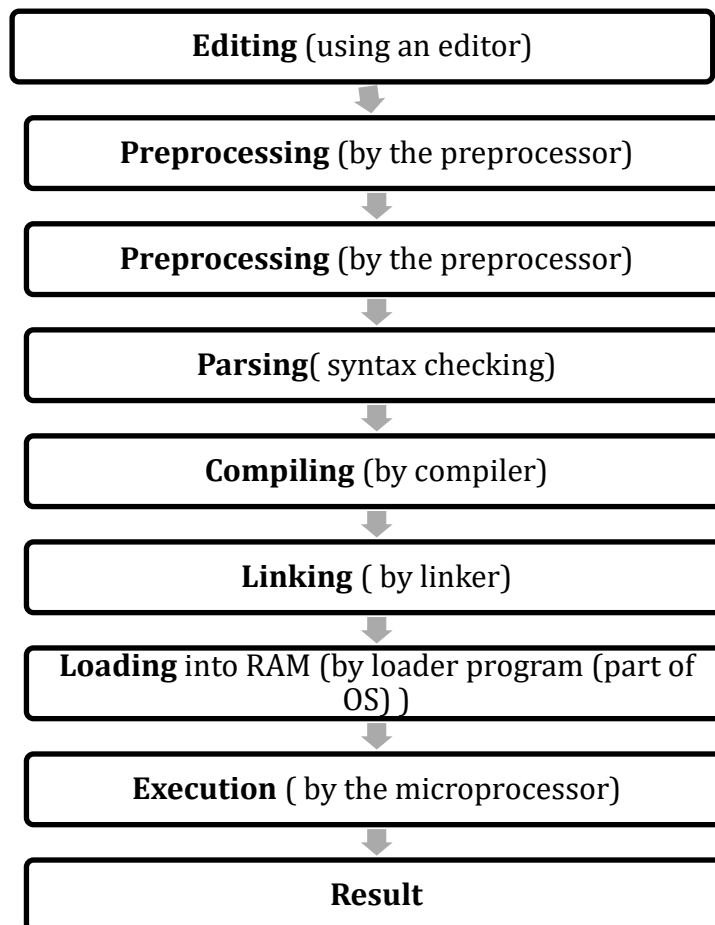 Editing (using an editor)
Preprocessing (by the preprocessor)
Preprocessing (by the preprocessor)
Parsing( syntax checking)
Compiling (by compiler)
Linking ( by linker)
Loading into RAM (by loader program (part of
OS) )
Execution ( by the microprocessor)
Result